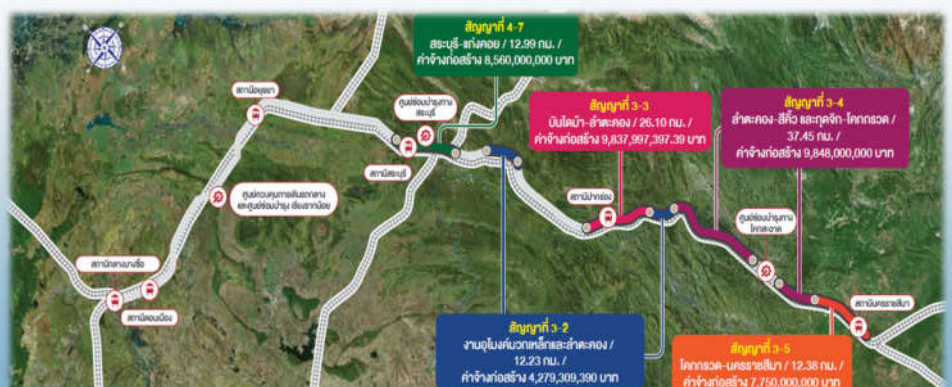 สัญญาที่ 4-7
สระบุรี-แก่งคอย / 12.99 กม. /
ค่าจ้างก่อสร้าง 8,560,000,000 บาท
สถานีอยุธยา
ศูนย์ซ่อมบำรุงทาง
สระบุรี
สัญญาที่ 3-3
บันไดม้า-ลำตะคอง / 26.10 กม. /
ค่าจ้างก่อสร้าง 9,837,997,397.39 บาท
สัญญาที่ 3-4
ลำตะคอง-สีคิ้ว และกุดจิก-โคกกรวด /
37.45 กม. /
ค่าจ้างก่อสร้าง 9,848,000,000 บาท
สถานีสระบุรี
ศูนย์ควบคุมการเดินรถกลาง
และศูนย์ซ่อมบำรุง เชียงรากน้อย
สถานีปากช่อง
ศูนย์ซ่อมบำรุงทาง
โคกสะอาด
สถานีกลางบางซื่อ
สถานีดอนเมือง
สถานีนครราชสีมา
สัญญาที่ 3-2
งานอุโมงค์มวกเหล็กและลำตะคอง /
12.23 กม. /
ค่าจ้างก่อสร้าง 4,279,309,390 บาท
สัญญาที่ 3-5
โคกกรวด-นครราชสีมา / 12.38 กม. /
ค่าจ้างก่อสร้าง 7,750,000,000 บาท